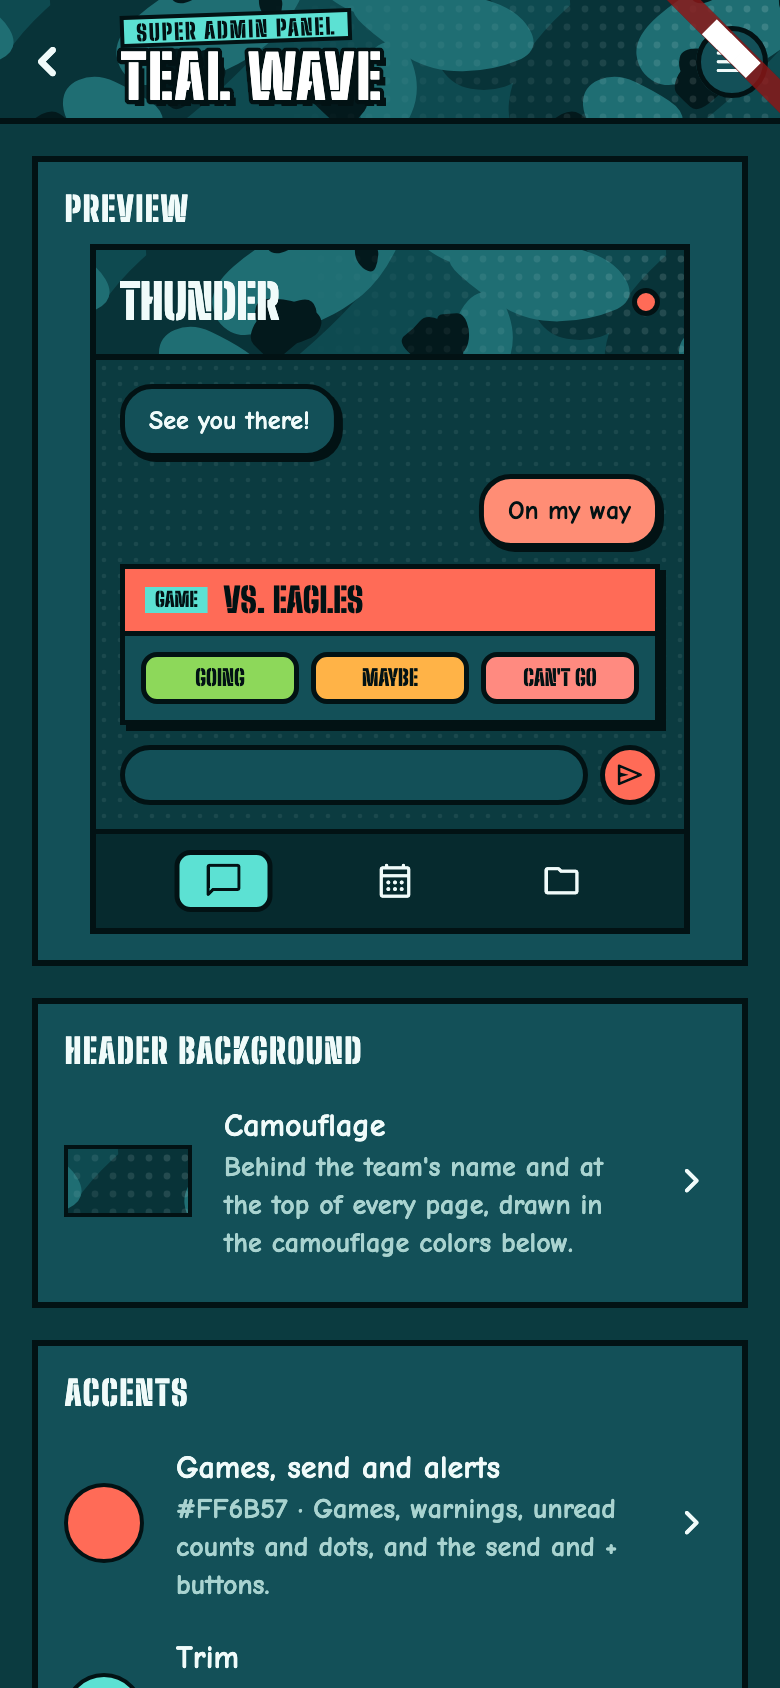 SUPER ADMIN PANEL
TEAL WAVE
PREVIEW
THUNDER
See you there!
On my way
GAME VS. EAGLES
GOING MAYBE CAN'T GO
HEADER BACKGROUND
Camouflage
Behind the team's name and at
the top of every page, drawn in
the camouflage colors below.
ACCENTS
Games, send and alerts
#FF6B57 · Games, warnings, unread
counts and dots, and the send and +
buttons.
Trim